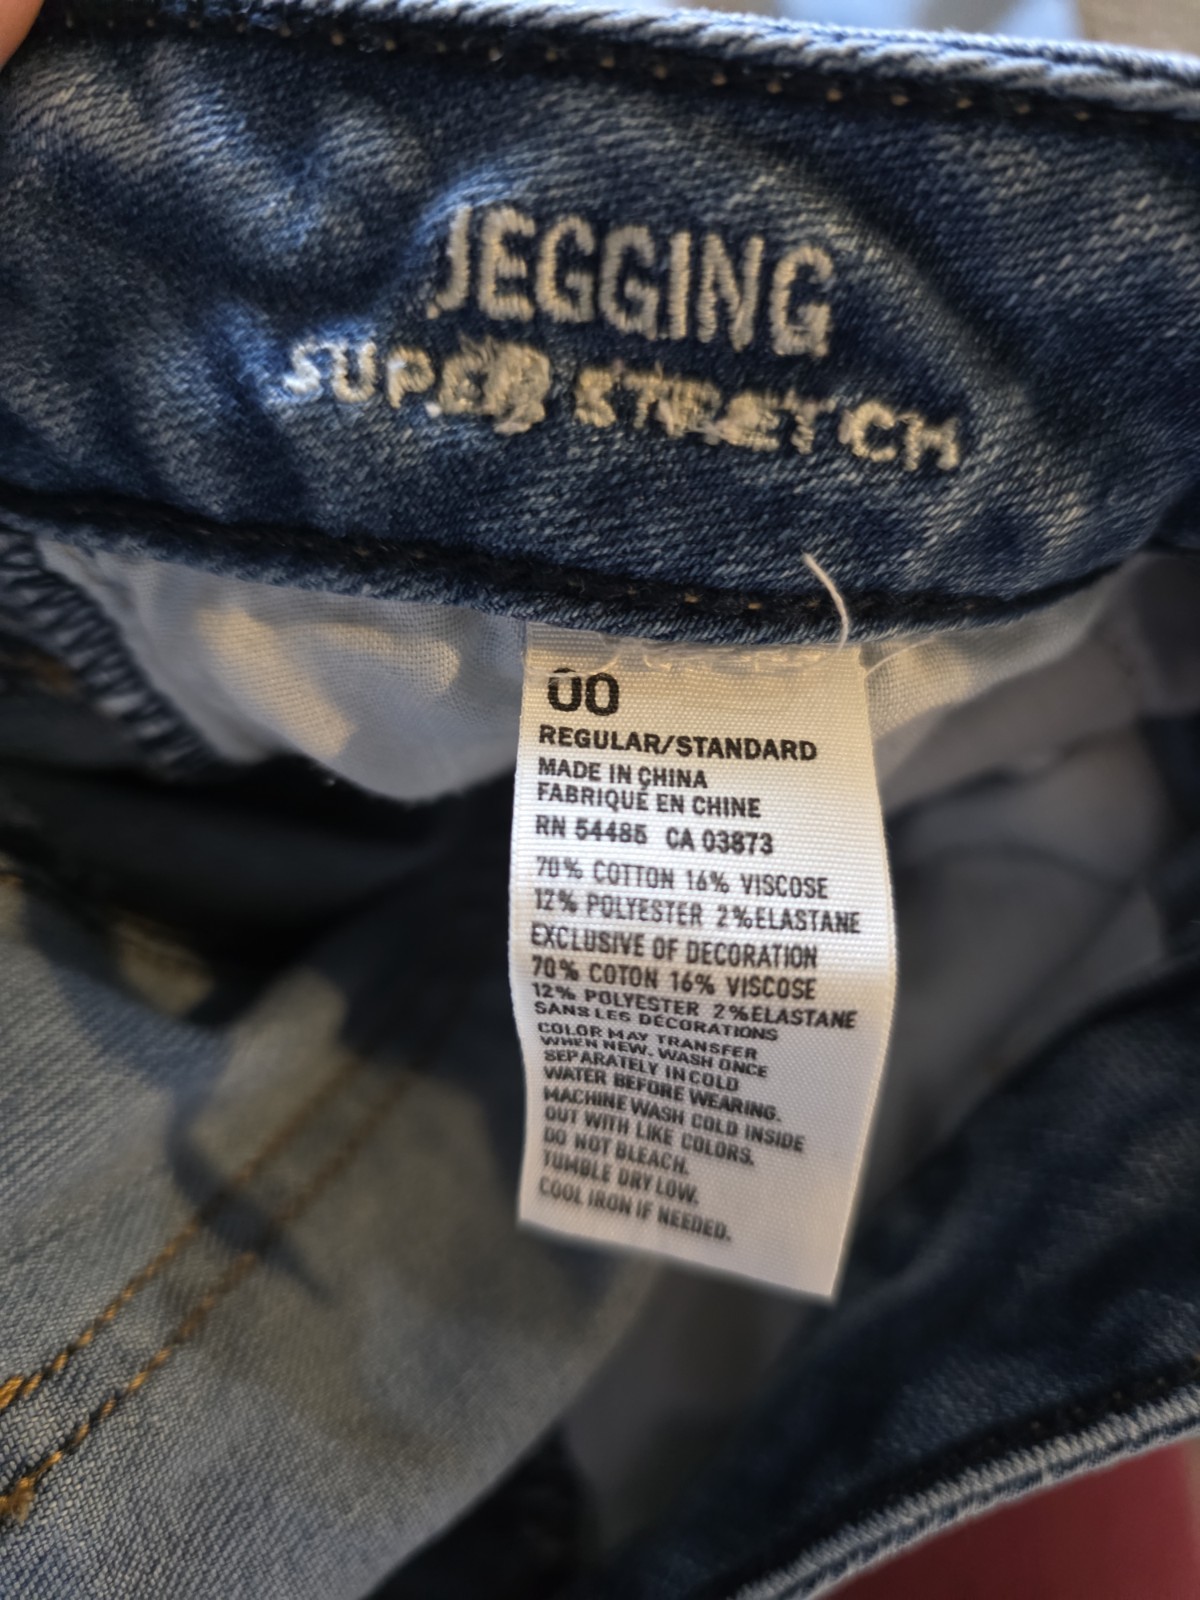 JEGGING
SUPER STRETCH
00
REGULAR/STANDARD
MADE IN CHINA
FABRIQUÉ EN CHINE
RN 54485 CA 03873
70% COTTON 16% VISCOSE
12% POLYESTER 2%ELASTANE
EXCLUSIVE OF DECORATION
70% COTON 16% VISCOSE
12% POLYESTER 2%ELASTANE
SANS LES DÉCORATIONS
COLOR MAY TRANSFER
WHEN NEW. WASH ONCE
SEPARATELY IN COLD
WATER BEFORE WEARING.
MACHINE WASH COLD INSIDE
OUT WITH LIKE COLORS.
DO NOT BLEACH.
TUMBLE DRY LOW.
COOL IRON IF NEEDED.